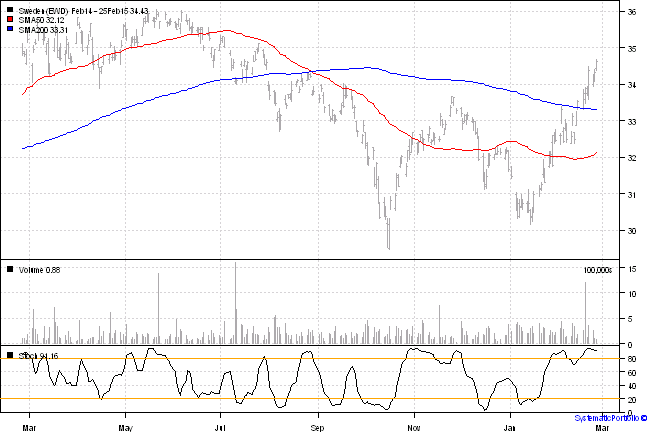 Sweden (EWD) Feb14 - 25Feb15 34.43
SMA50 32.12
SMA200 33.31
36
35
34
33
32
31
30
Volume 0.88
100,000s
15
10
5
0
Stoch 91.16
80
60
40
20
0
SystematicPortfolio ©
Mar
May
Jul
Sep
Nov
Jan
Mar